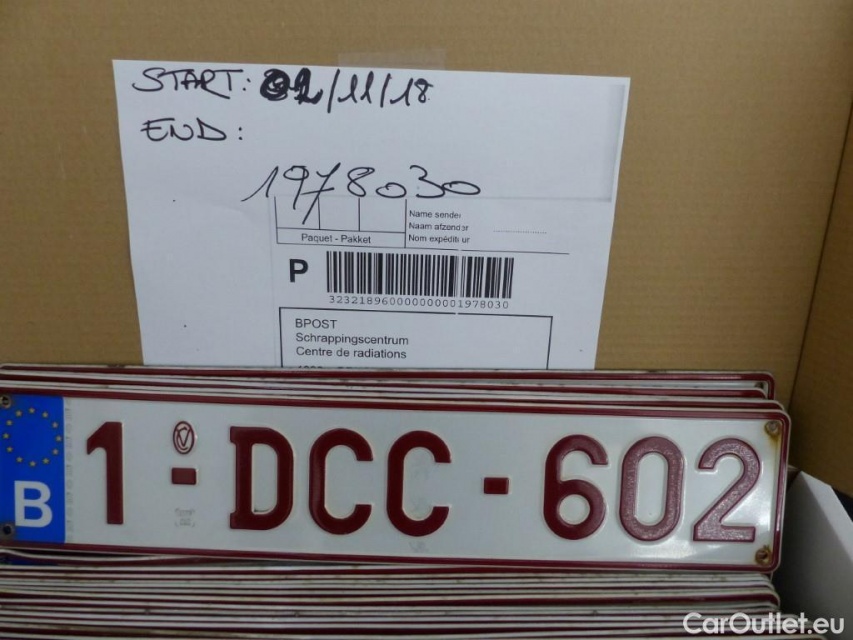 START: 02/11/18
END:
1978030
Name sender
Naam afzender
Nom expéditeur
Paquet - Pakket
P
323218960000000001978030
BPOST
Schrappingscentrum
Centre de radiations
B 1-DCC-602
CarOutlet.eu